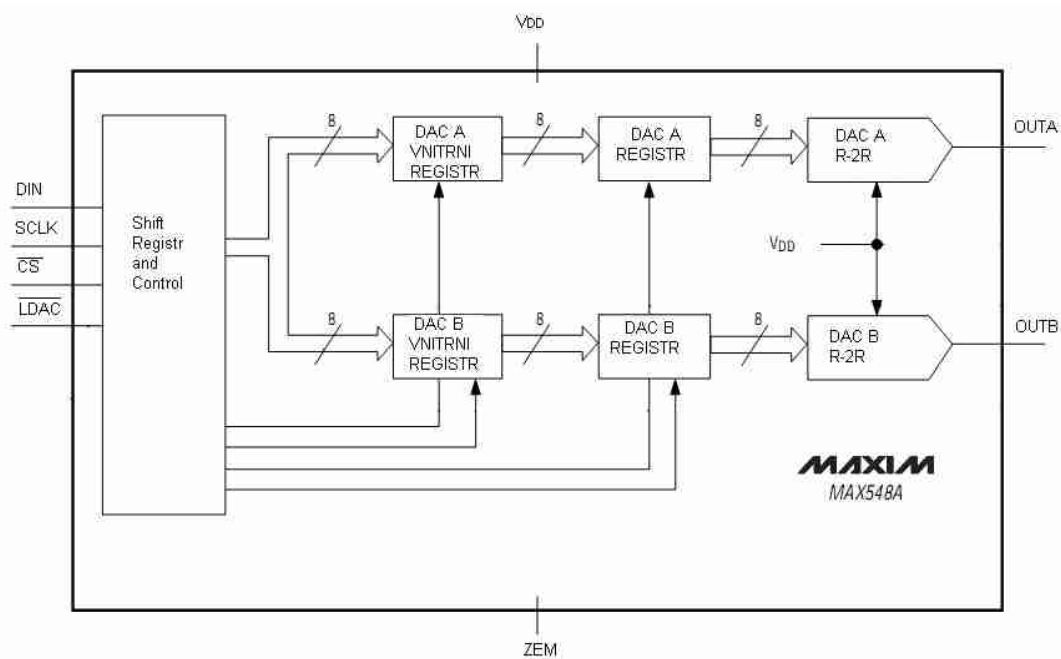 VDD
8
DAC A
VNITRNI
REGISTR
8
DAC A
REGISTR
8
DAC A
R-2R
OUTA
DIN
SCLK
CS
LDAC
Shift
Registr
and
Control
VDD
8
DAC B
VNITRNI
REGISTR
8
DAC B
REGISTR
8
DAC B
R-2R
OUTB
MAXIM
MAX548A
ZEM